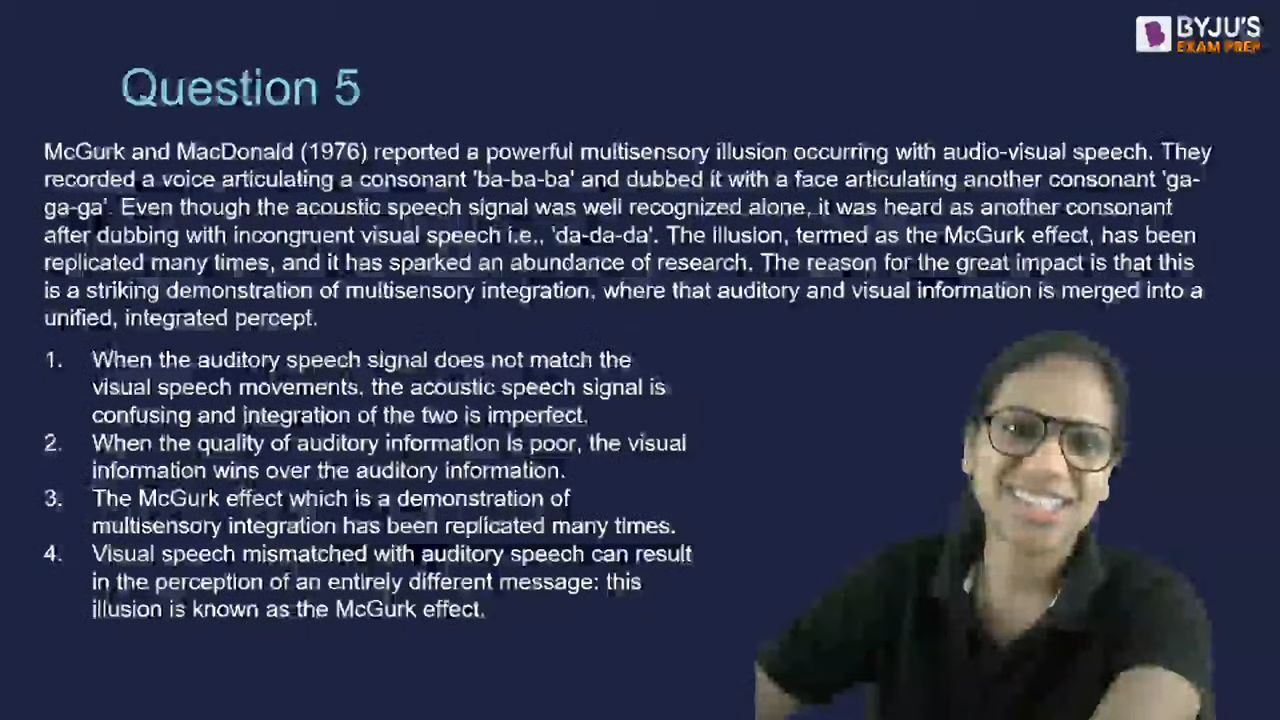 BYJU'S
EXAM PREP
Question 5
McGurk and MacDonald (1976) reported a powerful multisensory illusion occurring with audio-visual speech. They
recorded a voice articulating a consonant 'ba-ba-ba' and dubbed it with a face articulating another consonant 'ga-
ga-ga'. Even though the acoustic speech signal was well recognized alone, it was heard as another consonant
after dubbing with incongruent visual speech i.e., 'da-da-da'. The illusion, termed as the McGurk effect, has been
replicated many times, and it has sparked an abundance of research. The reason for the great impact is that this
is a striking demonstration of multisensory integration, where that auditory and visual information is merged into a
unified, integrated percept.
1. When the auditory speech signal does not match the
visual speech movements, the acoustic speech signal is
confusing and integration of the two is imperfect.
2. When the quality of auditory information is poor, the visual
information wins over the auditory information.
3. The McGurk effect which is a demonstration of
multisensory integration has been replicated many times.
4. Visual speech mismatched with auditory speech can result
in the perception of an entirely different message: this
illusion is known as the McGurk effect.